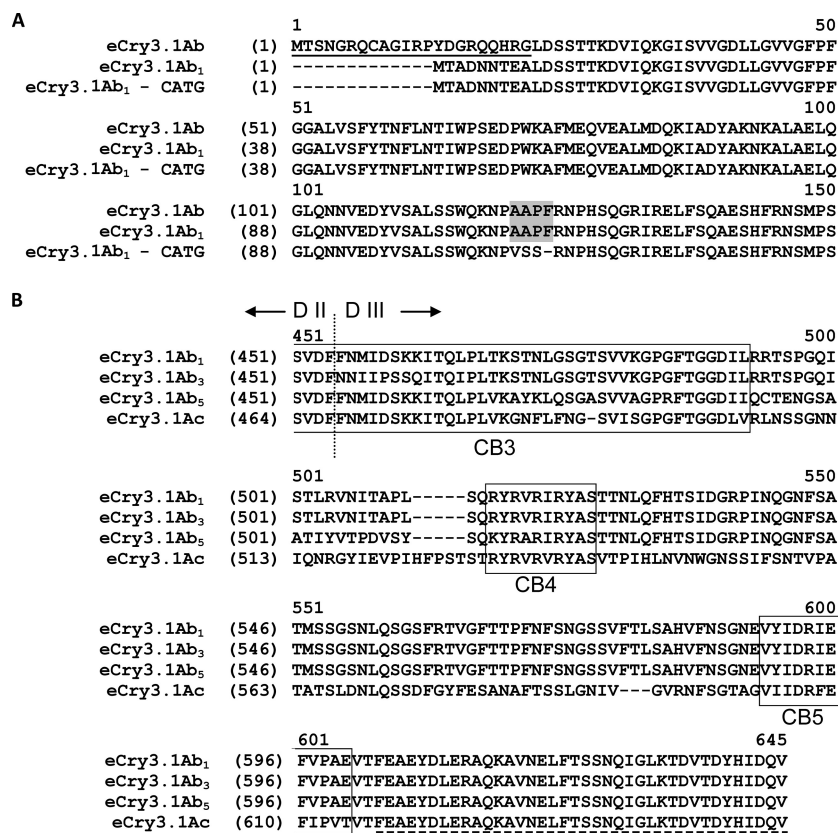 A
1 50
eCry3.1Ab (1) MTSNGRQCAGIRPYDGRQQHRGLDSSTTKDVIQKGISVVGDLLGVVGFPF
eCry3.1Ab₁ (1) -------------MTADNNTEALDSSTTKDVIQKGISVVGDLLGVVGFPF
eCry3.1Ab₁ - CATG (1) -------------MTADNNTEALDSSTTKDVIQKGISVVGDLLGVVGFPF
51 100
eCry3.1Ab (51) GGALVSFYTNFLNTIWPSEDPWKAFMEQVEALMDQKIADYAKNKALAELQ
eCry3.1Ab₁ (38) GGALVSFYTNFLNTIWPSEDPWKAFMEQVEALMDQKIADYAKNKALAELQ
eCry3.1Ab₁ - CATG (38) GGALVSFYTNFLNTIWPSEDPWKAFMEQVEALMDQKIADYAKNKALAELQ
101 150
eCry3.1Ab (101) GLQNNVEDYVSALSSWQKNPAAPFRNPHSQGRIRELFSQAESHFRNSMPS
eCry3.1Ab₁ (88) GLQNNVEDYVSALSSWQKNPAAPFRNPHSQGRIRELFSQAESHFRNSMPS
eCry3.1Ab₁ - CATG (88) GLQNNVEDYVSALSSWQKNPVSS-RNPHSQGRIRELFSQAESHFRNSMPS
B
D II D III
451 500
eCry3.1Ab₁ (451) SVDFFNMIDSKKITQLPLTKSTNLGSGTSVVKGPGFTGGDILRRTSPGQI
eCry3.1Ab₃ (451) SVDFNNIIPSSQITQIPLTKSTNLGSGTSVVKGPGFTGGDILRRTSPGQI
eCry3.1Ab₅ (451) SVDFFNMIDSKKITQLPLVKAYKLQSGASVVAGPRFTGGDIIQCTENGSA
eCry3.1Ac (464) SVDFFNMIDSKKITQLPLVKGNFLFNG-SVISGPGFTGGDLVRLNSSGNN
CB3
501 550
eCry3.1Ab₁ (501) STLRVNITAPL-----SQRYRVRIRYASTTNLQFHTSIDGRPINQGNFSA
eCry3.1Ab₃ (501) STLRVNITAPL-----SQRYRVRIRYASTTNLQFHTSIDGRPINQGNFSA
eCry3.1Ab₅ (501) ATIYVTPDVSY-----SQKYRARIRYASTTNLQFHTSIDGRPINQGNFSA
eCry3.1Ac (513) IQNRGYIEVPIHFPSTSTRYRVRVRYASVTPIHLNVNWGNSSIFSNTVPA
CB4
551 600
eCry3.1Ab₁ (546) TMSSGSNLQSGSFRTVGFTTPFNFSNGSSVFTLSAHVFNSGNEVYIDRIE
eCry3.1Ab₃ (546) TMSSGSNLQSGSFRTVGFTTPFNFSNGSSVFTLSAHVFNSGNEVYIDRIE
eCry3.1Ab₅ (546) TMSSGSNLQSGSFRTVGFTTPFNFSNGSSVFTLSAHVFNSGNEVYIDRIE
eCry3.1Ac (563) TATSLDNLQSSDFGYFESANAFTSSLGNIV---GVRNFSGTAGVIIDRFE
CB5
601 645
eCry3.1Ab₁ (596) FVPAEVTFEAEYDLERAQKAVNELFTSSNQIGLKTDVTDYHIDQV
eCry3.1Ab₃ (596) FVPAEVTFEAEYDLERAQKAVNELFTSSNQIGLKTDVTDYHIDQV
eCry3.1Ab₅ (596) FVPAEVTFEAEYDLERAQKAVNELFTSSNQIGLKTDVTDYHIDQV
eCry3.1Ac (610) FIPVTVTFEAEYDLERAQKAVNELFTSSNQIGLKTDVTDYHIDQV